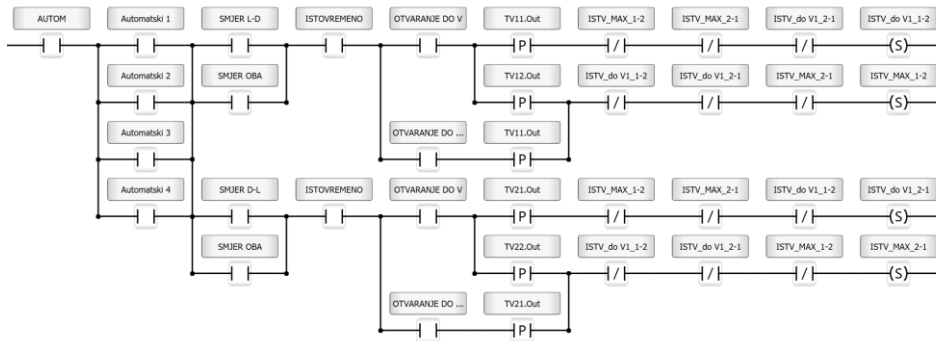 AUTOM Automatski 1 SMJER L-D ISTOVREMENO OTVARANJE DO V TV11.Out ISTV_MAX_1-2 ISTV_MAX_2-1 ISTV_do V1_2-1 ISTV_do V1_1-2
P / / / S
Automatski 2 SMJER OBA TV12.Out ISTV_do V1_1-2 ISTV_do V1_2-1 ISTV_MAX_2-1 ISTV_MAX_1-2
P / / / S
Automatski 3 OTVARANJE DO ... TV11.Out
P
Automatski 4 SMJER D-L ISTOVREMENO OTVARANJE DO V TV21.Out ISTV_MAX_1-2 ISTV_MAX_2-1 ISTV_do V1_1-2 ISTV_do V1_2-1
P / / / S
SMJER OBA TV22.Out ISTV_do V1_1-2 ISTV_do V1_2-1 ISTV_MAX_1-2 ISTV_MAX_2-1
P / / / S
OTVARANJE DO ... TV21.Out
P